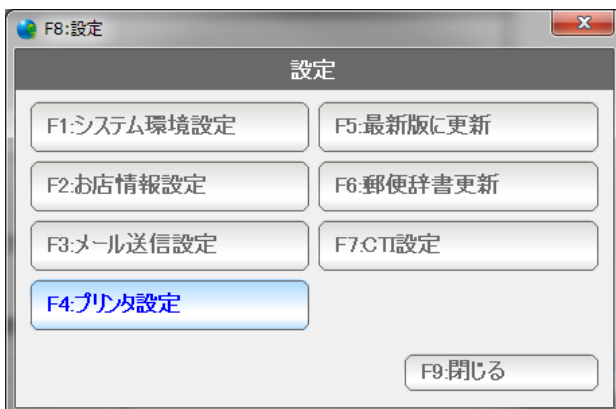 F8:設定
設定
F1:システム環境設定
F5:最新版に更新
F2:お店情報設定
F6:郵便辞書更新
F3:メール送信設定
F7:CTI設定
F4:プリンタ設定
F9:閉じる